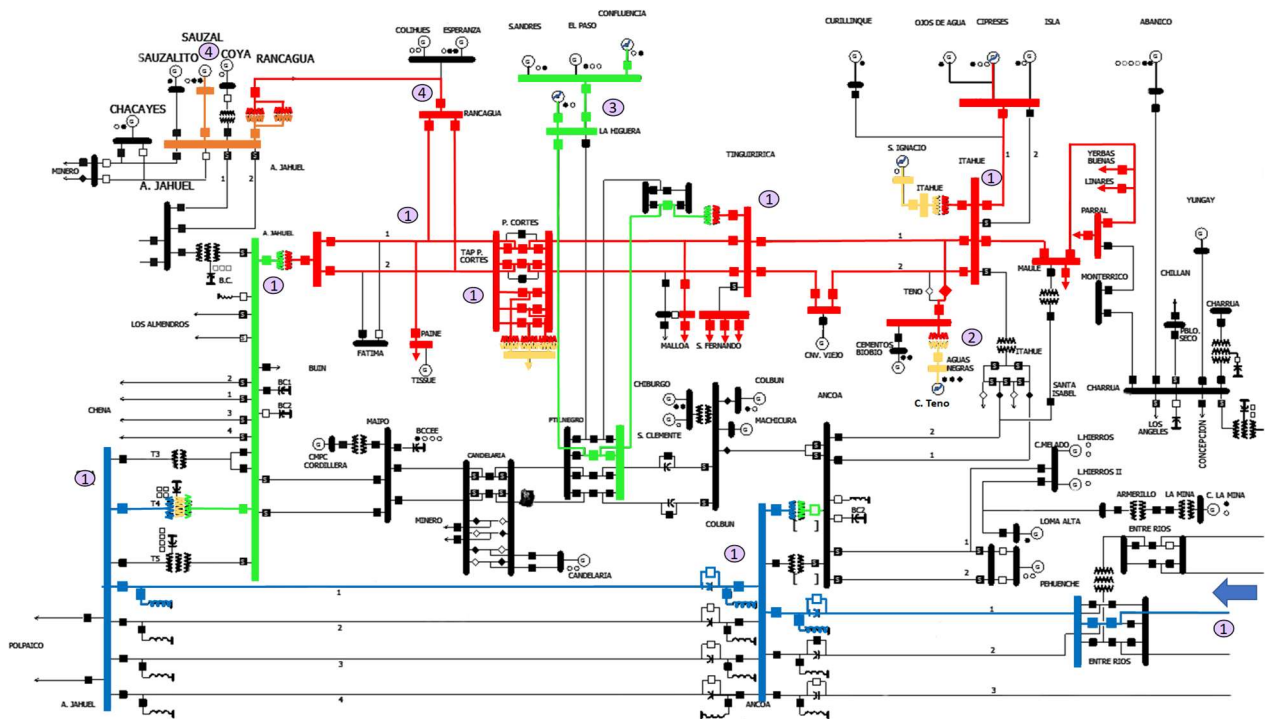 CONFLUENCIA
COLIHUES
ESPERANZA
S.ANDRES
EL PASO
CURILLINQUE
OJOS DE AGUA
CIPRESES
ISLA
ABANICO
SAUZAL
SAUZALITO
4
COYA
RANCAGUA
G
CHACAYES
4
RANCAGUA
3
LA HIGUERA
MINERO
A. JAHUEL
A. JAHUEL
1
2
TINGUIRIRICA
S. IGNACIO
ITAHUE
ITAHUE
1
1
2
YERBAS
BUENAS
LINARES
PARRAL
YUNGAY
A. JAHUEL
1
1
1
P. CORTES
TAP P.
CORTES
1
1
2
1
1
2
MAULE
MONTERRICO
CHILLAN
CHARRUA
B.C.
TENO
LOS ALMENDROS
PAINE
FATIMA
TISSUE
MALLOA
S. FERNANDO
CNV. VIEJO
CEMENTOS
BIOBIO
2
AGUAS
NEGRAS
C. Teno
ITAHUE
SANTA
ISABEL
PBLO.
SECO
CHARRUA
LOS
ANGELES
CONCEPCION
BUIN
2
BC1
1
BC2
CHENA
3
4
CHIBURGO
COLBUN
MACHICURA
S. CLEMENTE
ANCOA
MAIPO
BCCEE
CMPC
CORDILLERA
CANDELARIA
PTE.NEGRO
2
1
C.MELADO
L.HIERROS
L.HIERROS II
T3
1
T4
T5
MINERO
CANDELARIA
COLBUN
BC2
ARMERILLO
LA MINA
C. LA MINA
LOMA ALTA
ENTRE RIOS
1
2
PEHUENCHE
1
1
1
1
2
2
3
3
4
POLPAICO
A. JAHUEL
ANCOA
ENTRE RIOS